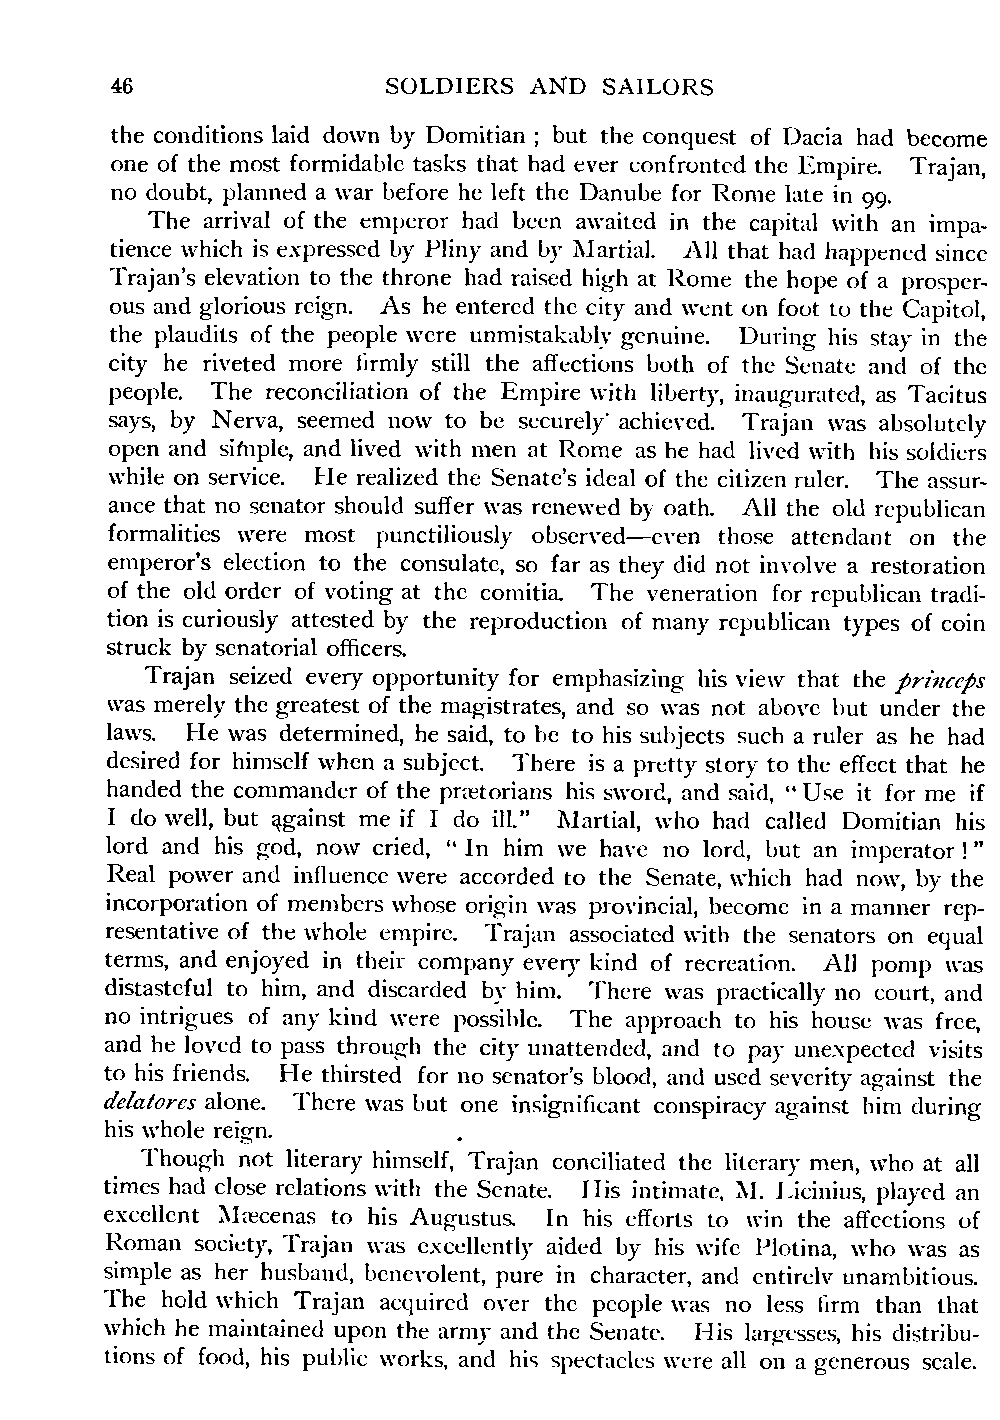 46 SOLDIERS AND SAILORS
the conditions laid down by Domitian ; but the conquest of Dacia had become
one of the most formidable tasks that had ever confronted the Empire. Trajan,
no doubt, planned a war before he left the Danube for Rome late in 99.
The arrival of the emperor had been awaited in the capital with an impa-
tience which is expressed by Pliny and by Martial. All that had happened since
Trajan's elevation to the throne had raised high at Rome the hope of a prosper-
ous and glorious reign. As he entered the city and went on foot to the Capitol,
the plaudits of the people were unmistakably genuine. During his stay in the
city he riveted more firmly still the affections both of the Senate and of the
people. The reconciliation of the Empire with liberty, inaugurated, as Tacitus
says, by Nerva, seemed now to be securely achieved. Trajan was absolutely
open and simple, and lived with men at Rome as he had lived with his soldiers
while on service. He realized the Senate's ideal of the citizen ruler. The assur-
ance that no senator should suffer was renewed by oath. All the old republican
formalities were most punctiliously observed—even those attendant on the
emperor's election to the consulate, so far as they did not involve a restoration
of the old order of voting at the comitia. The veneration for republican tradi-
tion is curiously attested by the reproduction of many republican types of coin
struck by senatorial officers.
Trajan seized every opportunity for emphasizing his view that the princeps
was merely the greatest of the magistrates, and so was not above but under the
laws. He was determined, he said, to be to his subjects such a ruler as he had
desired for himself when a subject. There is a pretty story to the effect that he
handed the commander of the prætorians his sword, and said, "Use it for me if
I do well, but against me if I do ill." Martial, who had called Domitian his
lord and his god, now cried, "In him we have no lord, but an imperator!"
Real power and influence were accorded to the Senate, which had now, by the
incorporation of members whose origin was provincial, become in a manner rep-
resentative of the whole empire. Trajan associated with the senators on equal
terms, and enjoyed in their company every kind of recreation. All pomp was
distasteful to him, and discarded by him. There was practically no court, and
no intrigues of any kind were possible. The approach to his house was free,
and he loved to pass through the city unattended, and to pay unexpected visits
to his friends. He thirsted for no senator's blood, and used severity against the
delatores alone. There was but one insignificant conspiracy against him during
his whole reign.
Though not literary himself, Trajan conciliated the literary men, who at all
times had close relations with the Senate. His intimate, M. Licinius, played an
excellent Mæcenas to his Augustus. In his efforts to win the affections of
Roman society, Trajan was excellently aided by his wife Plotina, who was as
simple as her husband, benevolent, pure in character, and entirely unambitious.
The hold which Trajan acquired over the people was no less firm than that
which he maintained upon the army and the Senate. His largesses, his distribu-
tions of food, his public works, and his spectacles were all on a generous scale.